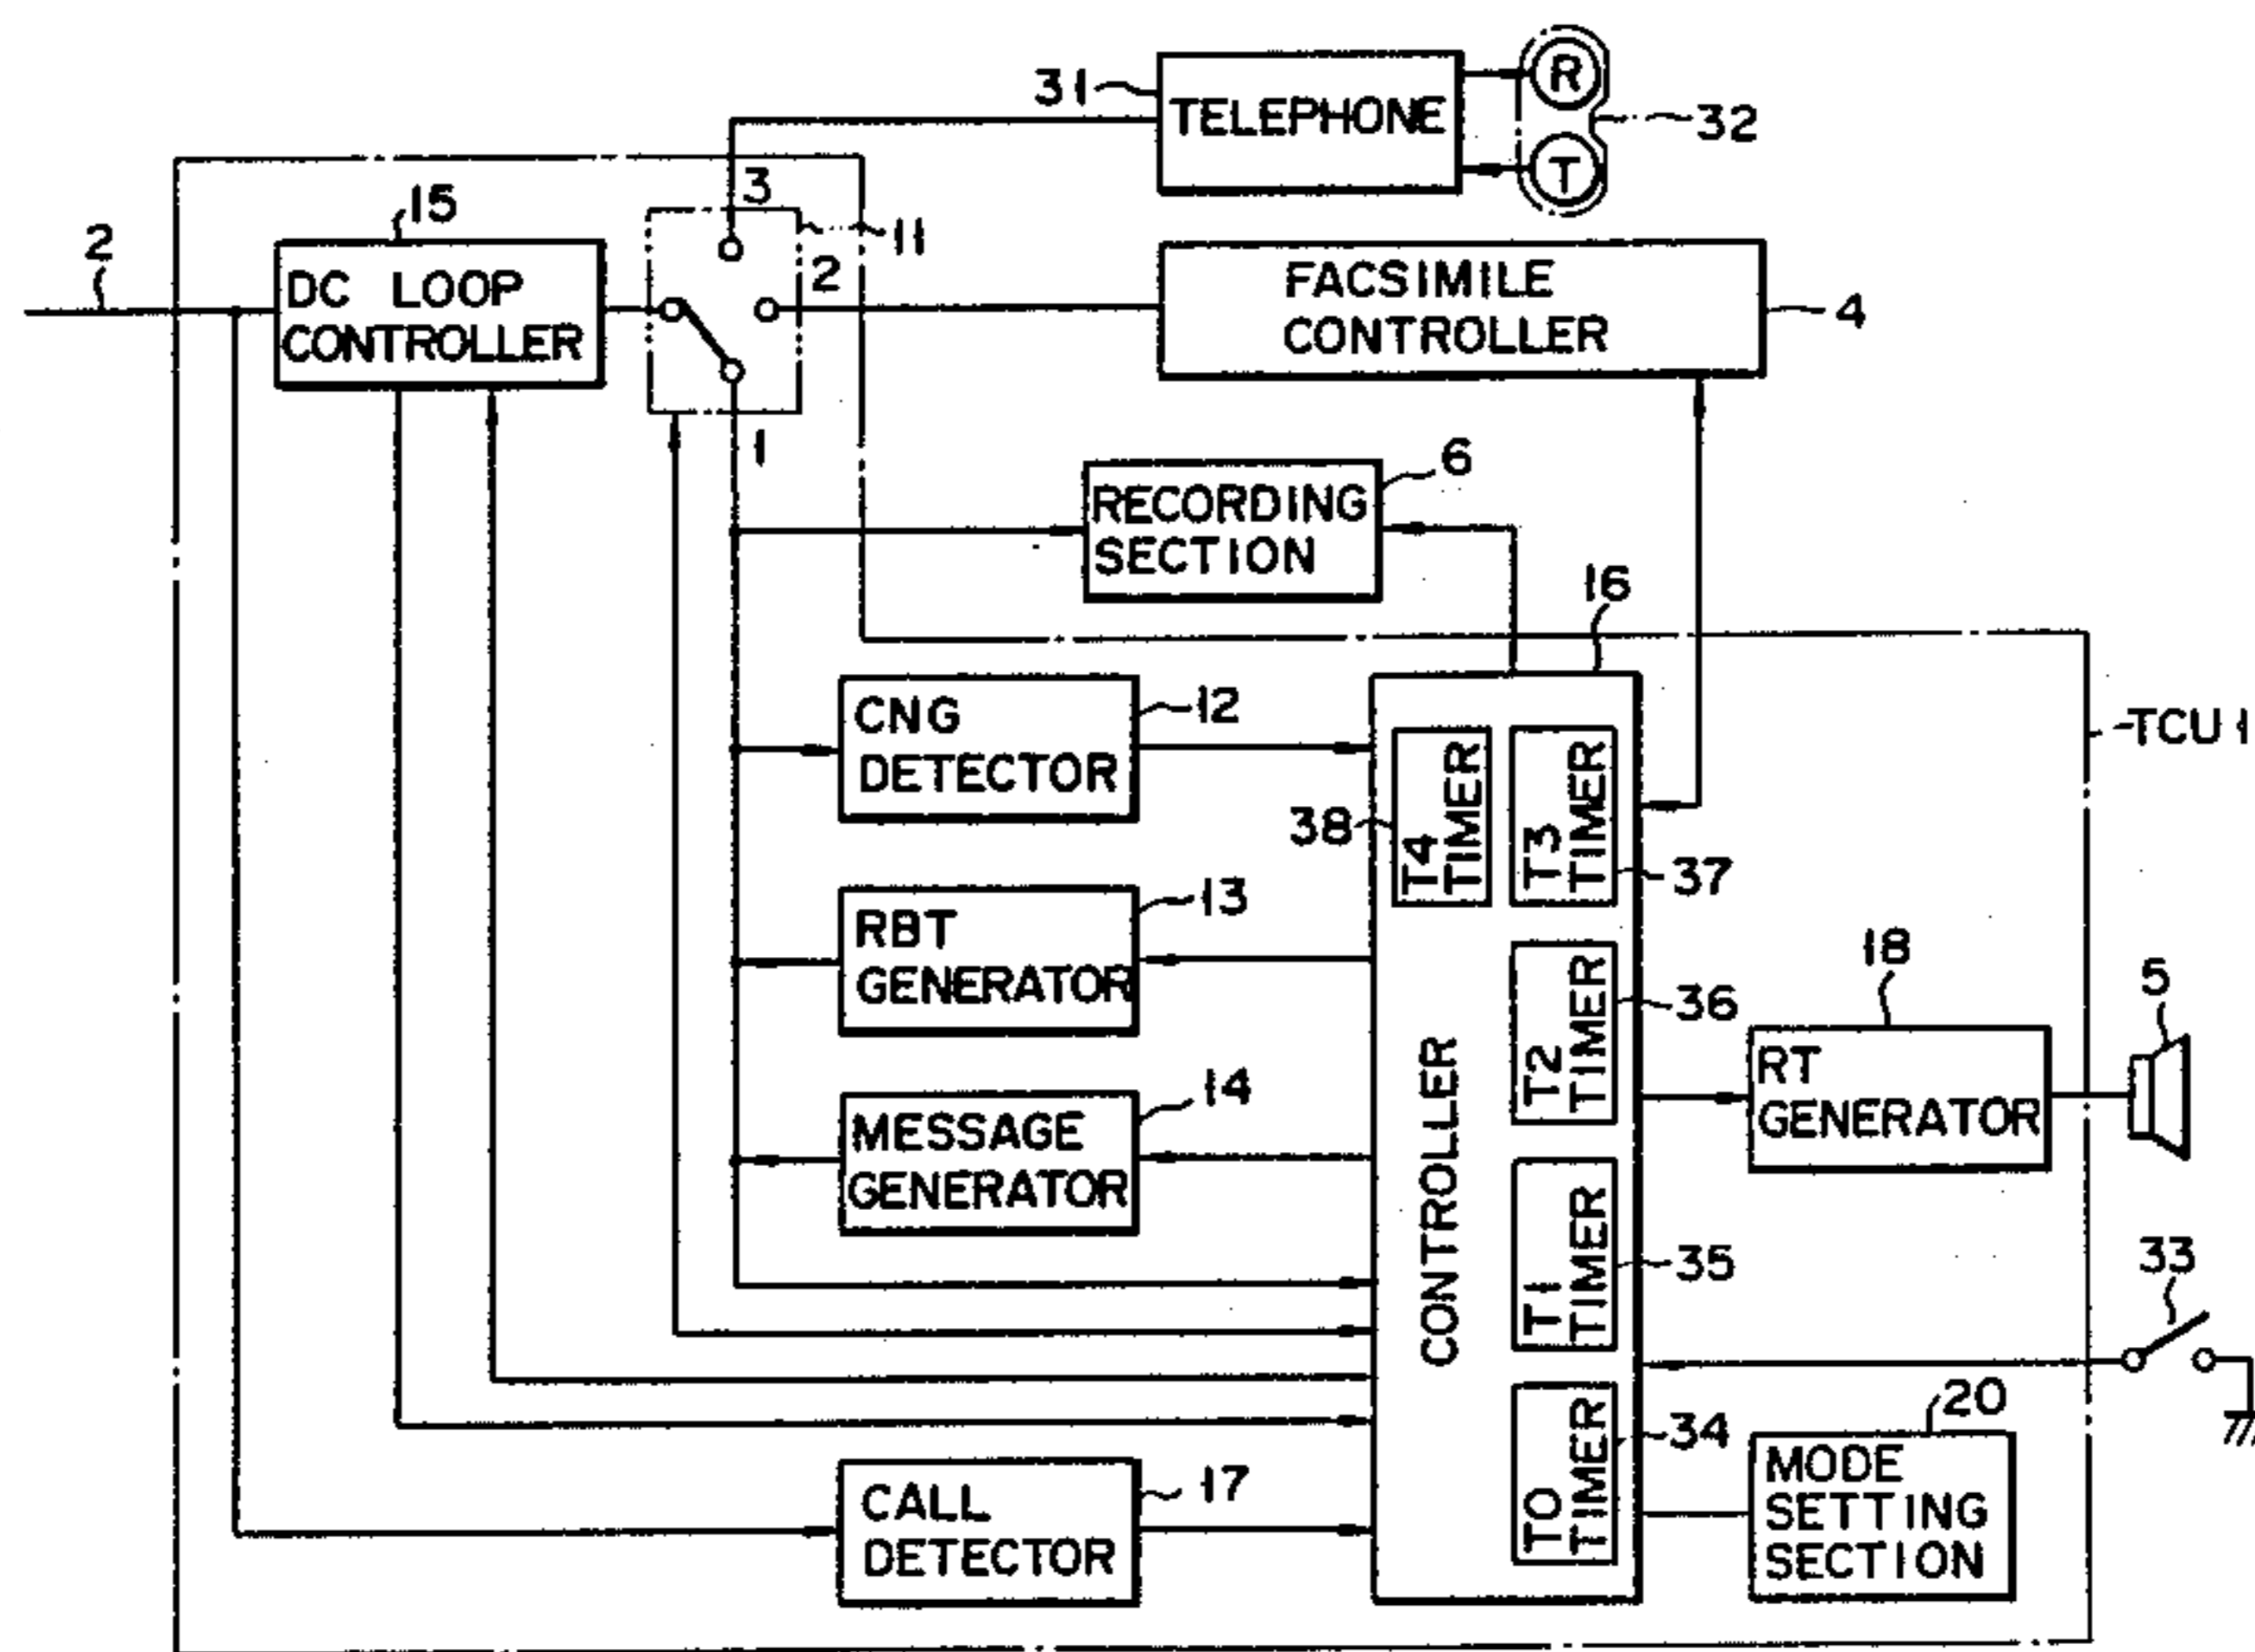 31
TELEPHONE
R
T
32
3
15
11
2
DC LOOP
CONTROLLER
2
FACSIMILE
CONTROLLER
4
1
6
RECORDING
SECTION
16
CNG
DETECTOR
12
TCU 1
38
T4
TIMER
T3
TIMER
37
RBT
GENERATOR
13
T2
TIMER
36
18
RT
GENERATOR
5
MESSAGE
GENERATOR
14
CONTROLLER
T1
TIMER
35
33
T0
TIMER
34
20
MODE
SETTING
SECTION
CALL
DETECTOR
17